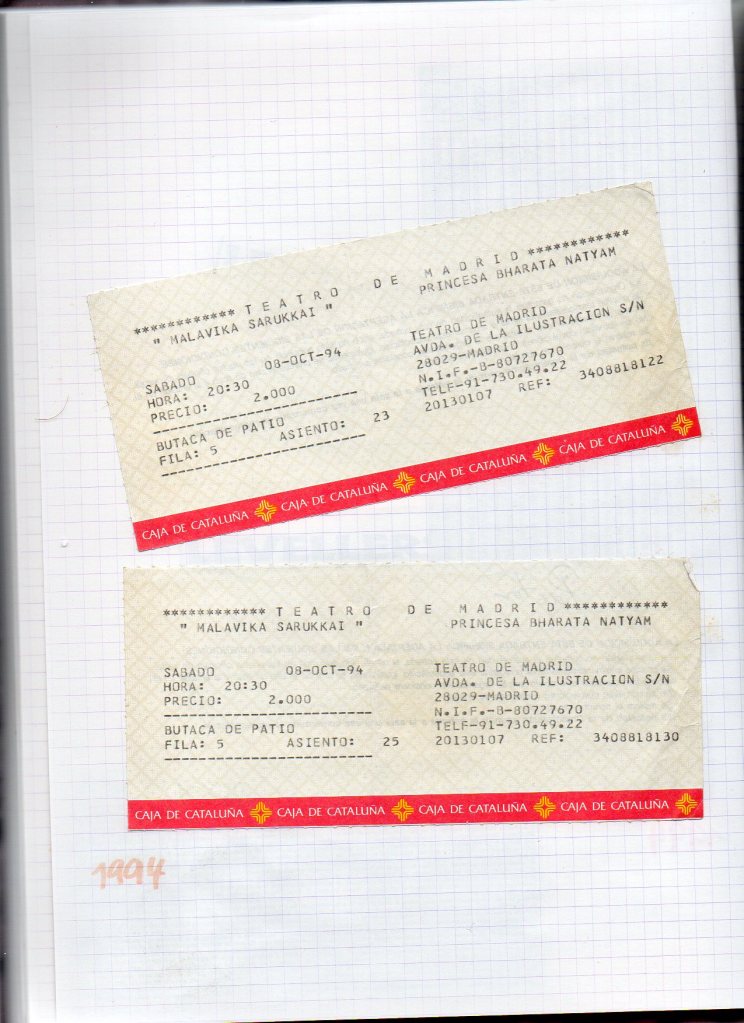 ************ T E A T R O   D E   M A D R I D ************
" MALAVIKA SARUKKAI "   PRINCESA BHARATA NATYAM
SABADO   08-OCT-94   TEATRO DE MADRID
HORA: 20:30   AVDA. DE LA ILUSTRACION S/N
PRECIO:   2.000   28029-MADRID
-----------------------   N.I.F.-B-80727670
BUTACA DE PATIO   TELF-91-730.49.22
FILA: 5   ASIENTO:   23   20130107   REF:   3408818122
-----------------------
CAJA DE CATALUÑA CAJA DE CATALUÑA CAJA DE CATALUÑA CAJA DE CATALUÑA
************ T E A T R O   D E   M A D R I D ************
" MALAVIKA SARUKKAI "   PRINCESA BHARATA NATYAM
SABADO   08-OCT-94   TEATRO DE MADRID
HORA: 20:30   AVDA. DE LA ILUSTRACION S/N
PRECIO:   2.000   28029-MADRID
-----------------------   N.I.F.-B-80727670
BUTACA DE PATIO   TELF-91-730.49.22
FILA: 5   ASIENTO:   25   20130107   REF:   3408818130
-----------------------
CAJA DE CATALUÑA CAJA DE CATALUÑA CAJA DE CATALUÑA CAJA DE CATALUÑA
1994